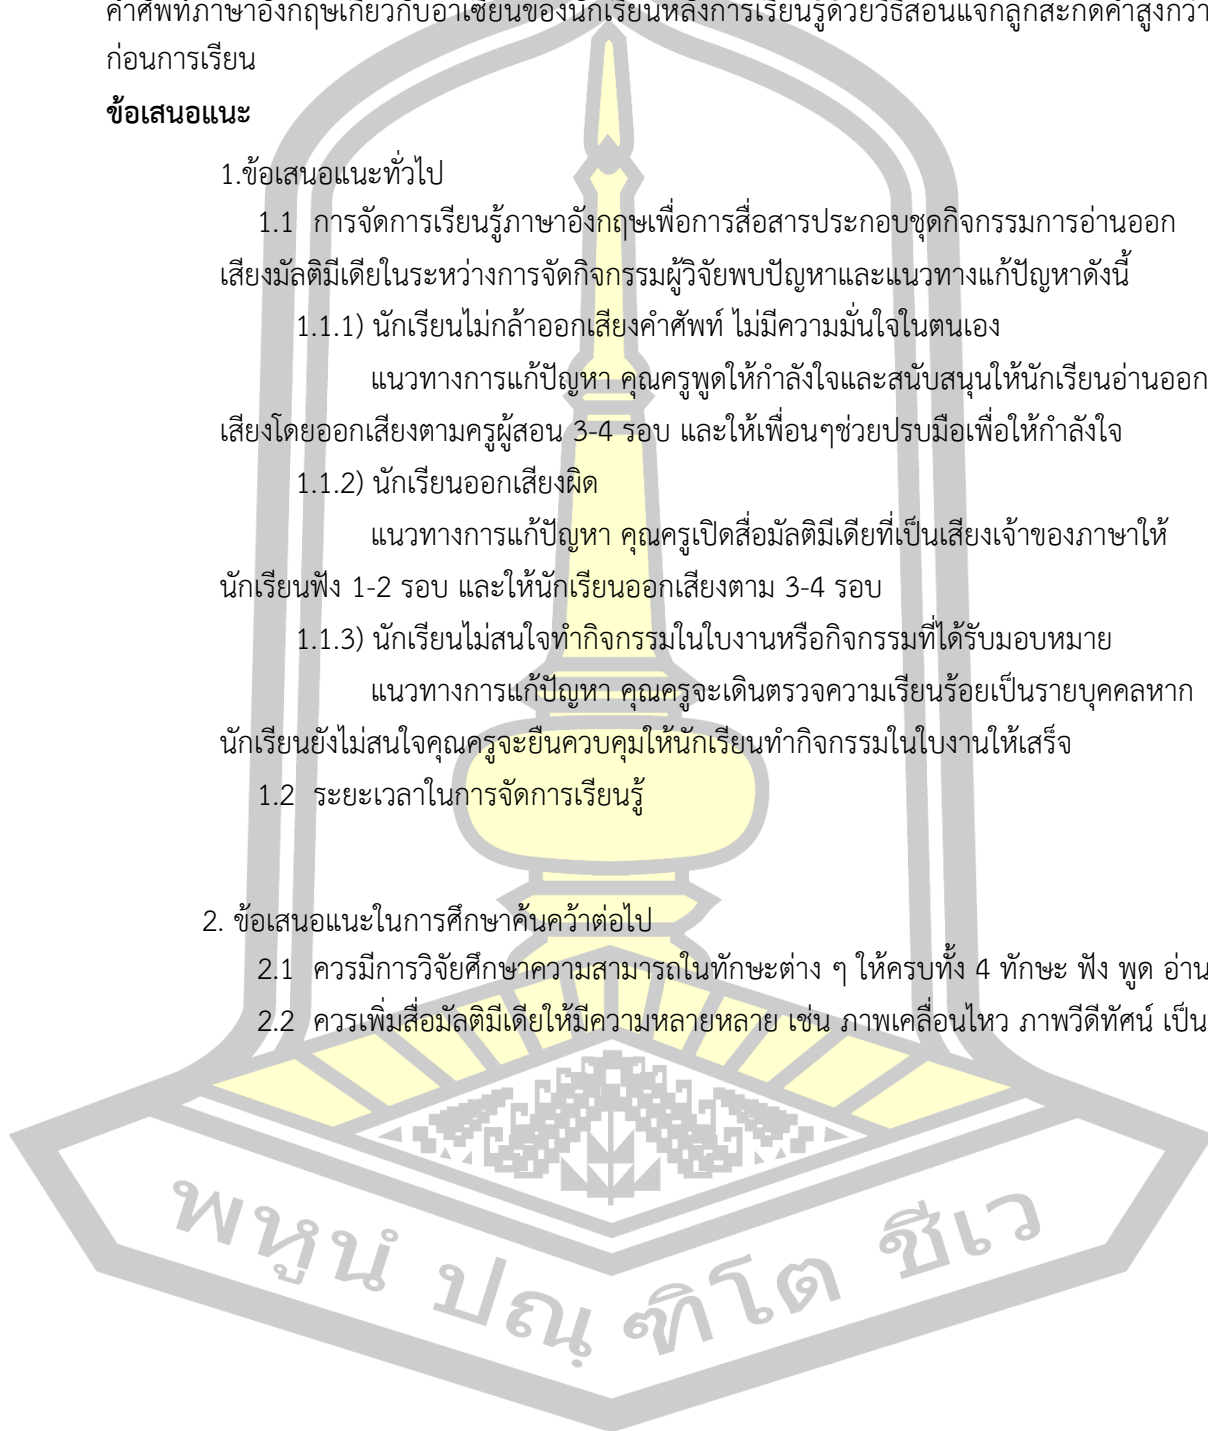 คำศัพท์ภาษาอังกฤษเกี่ยวกับอาเซียนของนักเรียนหลังการเรียนรู้ด้วยวิธีสอนแจกลูกสะกดคำสูงกว่า
ก่อนการเรียน
ข้อเสนอแนะ
1.ข้อเสนอแนะทั่วไป
1.1 การจัดการเรียนรู้ภาษาอังกฤษเพื่อการสื่อสารประกอบชุดกิจกรรมการอ่านออก
เสียงมัลติมีเดียในระหว่างการจัดกิจกรรมผู้วิจัยพบปัญหาและแนวทางแก้ปัญหาดังนี้
1.1.1) นักเรียนไม่กล้าออกเสียงคำศัพท์ ไม่มีความมั่นใจในตนเอง
แนวทางการแก้ปัญหา คุณครูพูดให้กำลังใจและสนับสนุนให้นักเรียนอ่านออก
เสียงโดยออกเสียงตามครูผู้สอน 3-4 รอบ และให้เพื่อนๆช่วยปรบมือเพื่อให้กำลังใจ
1.1.2) นักเรียนออกเสียงผิด
แนวทางการแก้ปัญหา คุณครูเปิดสื่อมัลติมีเดียที่เป็นเสียงเจ้าของภาษาให้
นักเรียนฟัง 1-2 รอบ และให้นักเรียนออกเสียงตาม 3-4 รอบ
1.1.3) นักเรียนไม่สนใจทำกิจกรรมในใบงานหรือกิจกรรมที่ได้รับมอบหมาย
แนวทางการแก้ปัญหา คุณครูจะเดินตรวจความเรียบร้อยเป็นรายบุคคลหาก
นักเรียนยังไม่สนใจคุณครูจะยืนควบคุมให้นักเรียนทำกิจกรรมในใบงานให้เสร็จ
1.2 ระยะเวลาในการจัดการเรียนรู้
2. ข้อเสนอแนะในการศึกษาค้นคว้าต่อไป
2.1 ควรมีการวิจัยศึกษาความสามารถในทักษะต่าง ๆ ให้ครบทั้ง 4 ทักษะ ฟัง พูด อ่าน
2.2 ควรเพิ่มสื่อมัลติมีเดียให้มีความหลายหลาย เช่น ภาพเคลื่อนไหว ภาพวีดีทัศน์ เป็น
พหูนํ ปณฺฑิโต ชีเว